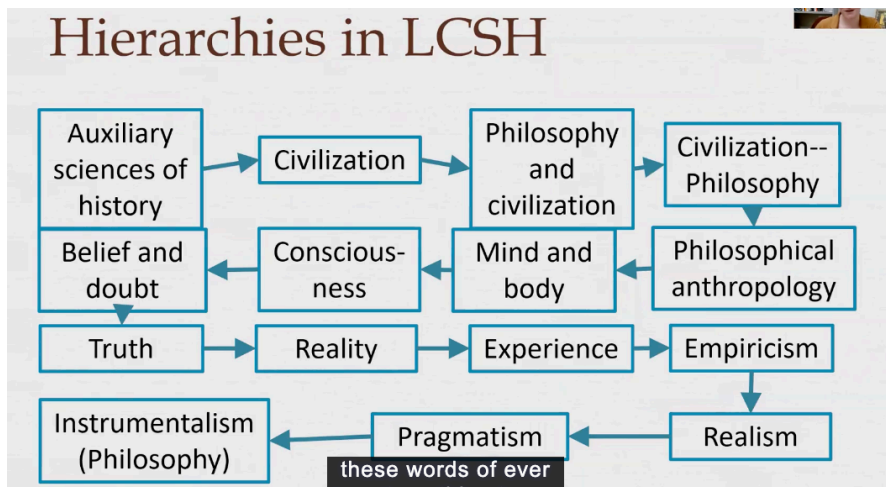 Hierarchies in LCSH
Auxiliary
sciences of
history
Civilization
Philosophy
and
civilization
Civilization--
Philosophy
Philosophical
anthropology
Mind and
body
Conscious-
ness
Belief and
doubt
Truth
Reality
Experience
Empiricism
Realism
Pragmatism
Instrumentalism
(Philosophy)
these words of ever